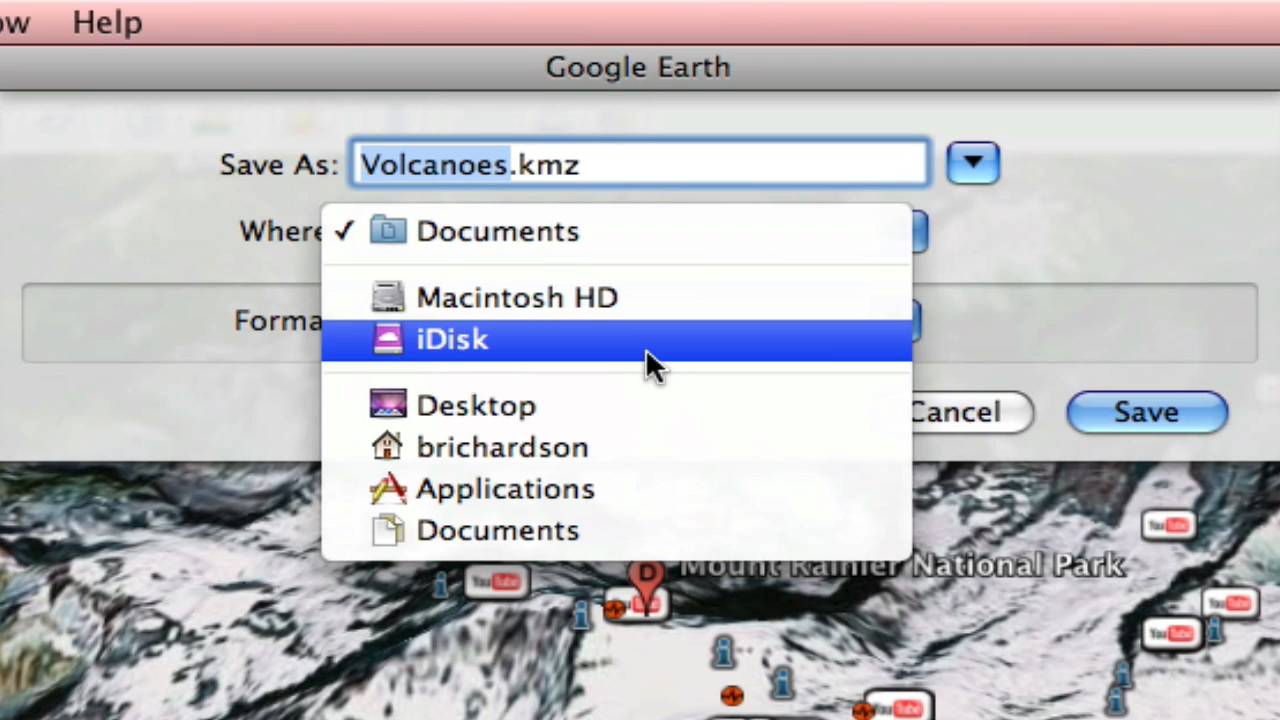 ow Help
Google Earth
Save As: Volcanoes.kmz
Where ✓ Documents
Macintosh HD
Forma
iDisk
Desktop
Cancel Save
brichardson
Applications
Documents
YouTube
Mount Rainier National Park
YouTube D
YouTube YouTube
YouTube
YouTube